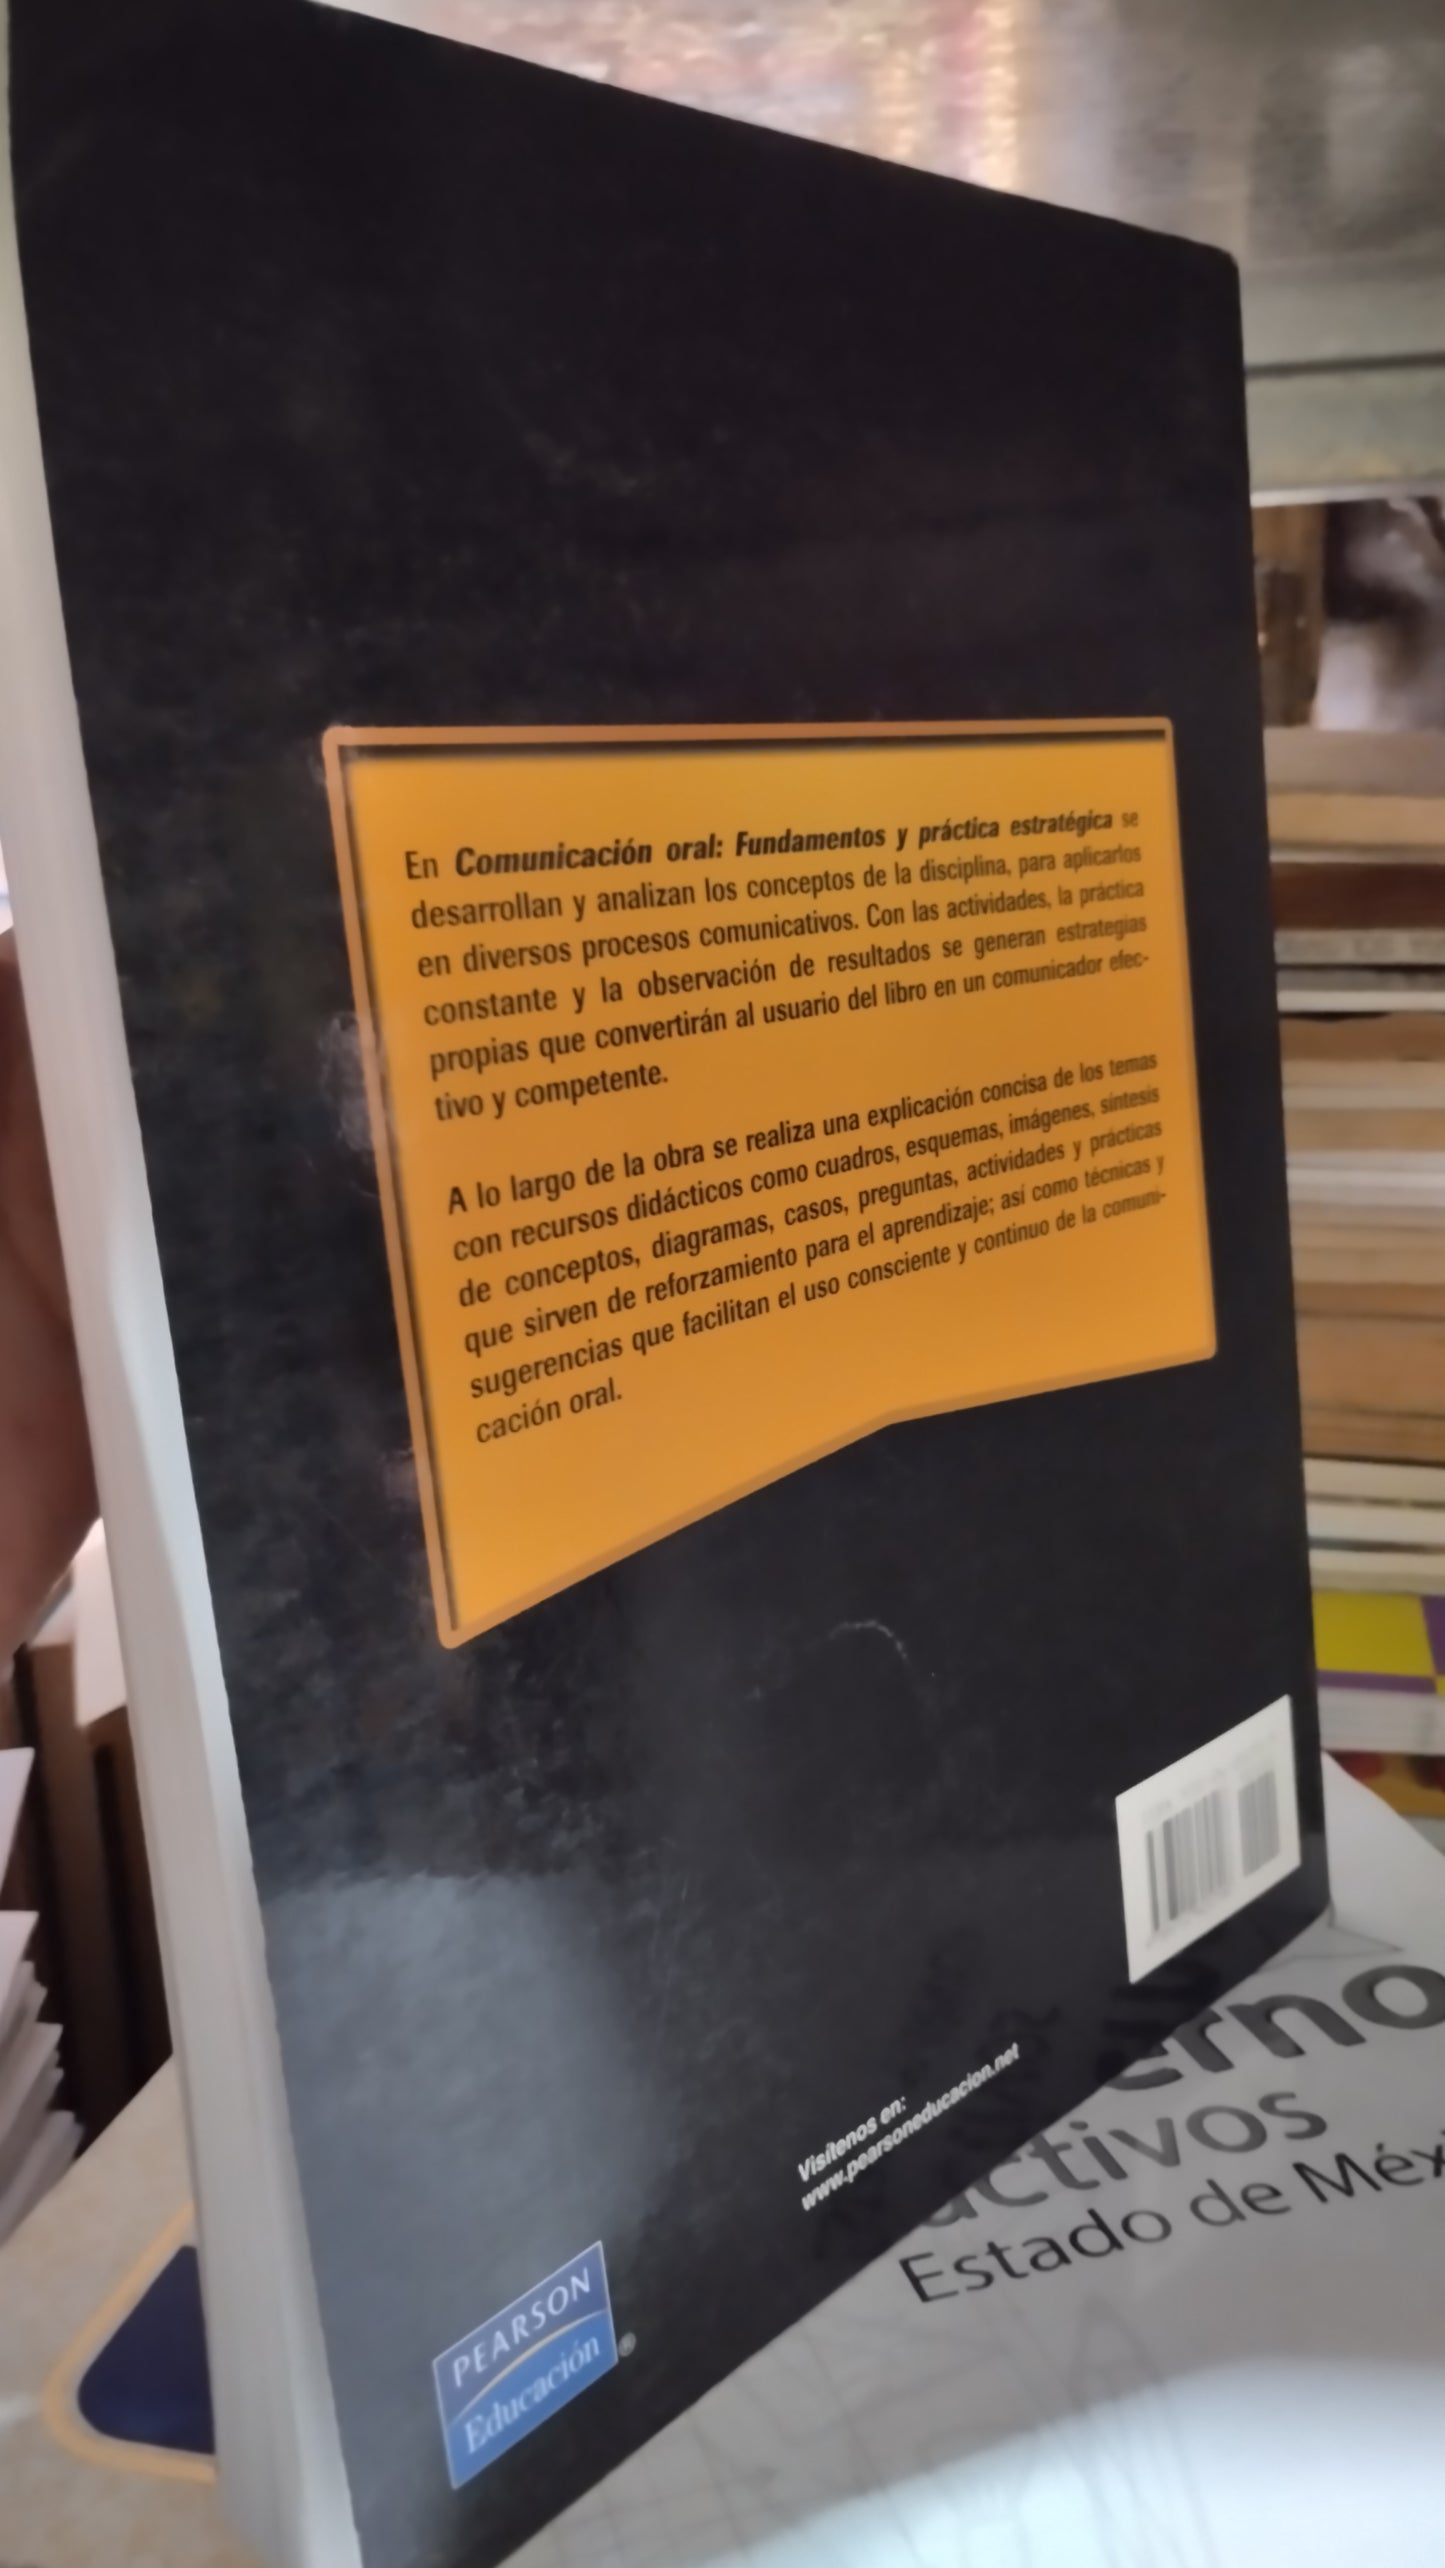 En Comunicación oral: Fundamentos y práctica estratégica se
desarrollan y analizan los conceptos de la disciplina, para aplicarlos
en diversos procesos comunicativos. Con las actividades, la práctica
constante y la observación de resultados se generan estrategias
propias que convertirán al usuario del libro en un comunicador efec-
tivo y competente.
A lo largo de la obra se realiza una explicación concisa de los temas
con recursos didácticos como cuadros, esquemas, imágenes, síntesis
de conceptos, diagramas, casos, preguntas, actividades y prácticas
que sirven de reforzamiento para el aprendizaje; así como técnicas y
sugerencias que facilitan el uso consciente y continuo de la comuni-
cación oral.
Visítenos en:
www.pearsoneducacion.net
PEARSON
Educación®
erno
activos
Estado de Méxi